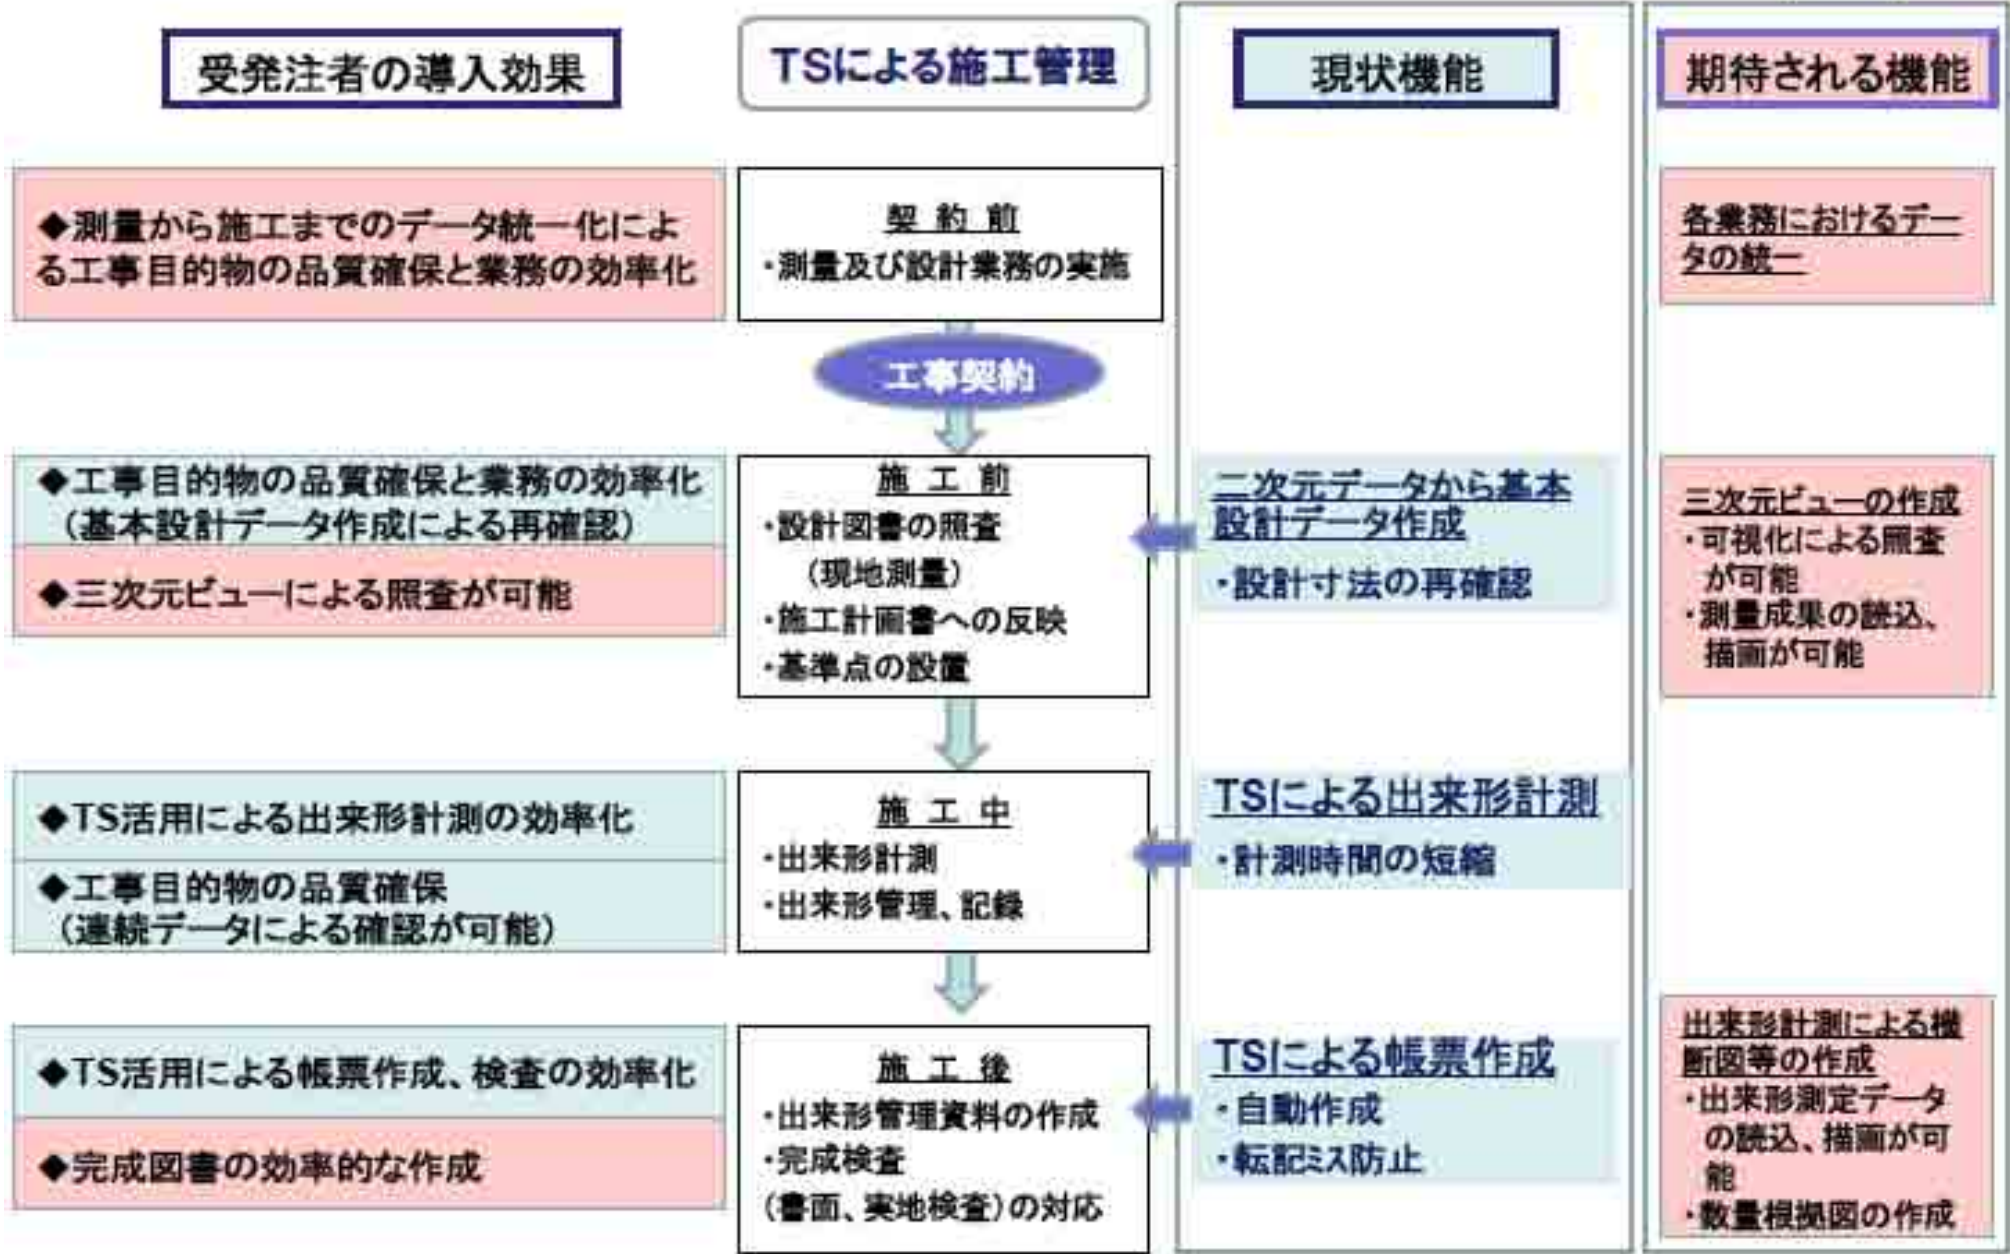 受発注者の導入効果
TSによる施工管理
現状機能
期待される機能
◆測量から施工までのデータ統一化によ
る工事目的物の品質確保と業務の効率化
契約前
・測量及び設計業務の実施
各業務におけるデー
タの統一
工事契約
◆工事目的物の品質確保と業務の効率化
(基本設計データ作成による再確認)
◆三次元ビューによる照査が可能
施工前
・設計図書の照査
(現地測量)
・施工計画書への反映
・基準点の設置
二次元データから基本
設計データ作成
・設計寸法の再確認
三次元ビューの作成
・可視化による照査
が可能
・測量成果の読込、
描画が可能
◆TS活用による出来形計測の効率化
◆工事目的物の品質確保
(連続データによる確認が可能)
施工中
・出来形計測
・出来形管理、記録
TSによる出来形計測
・計測時間の短縮
◆TS活用による帳票作成、検査の効率化
◆完成図書の効率的な作成
施工後
・出来形管理資料の作成
・完成検査
(書面、実地検査)の対応
TSによる帳票作成
・自動作成
・転記ミス防止
出来形計測による横
断図等の作成
・出来形測定データ
の読込、描画が可
能
・数量根拠図の作成